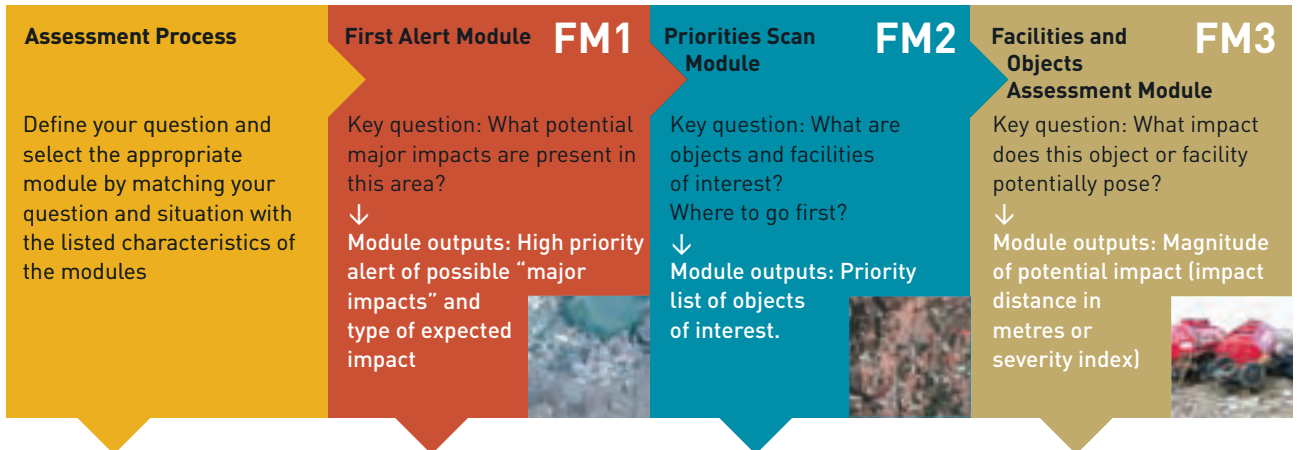 Assessment Process
Define your question and
select the appropriate
module by matching your
question and situation with
the listed characteristics of
the modules
First Alert Module FM1
Key question: What potential
major impacts are present in
this area?
↓
Module outputs: High priority
alert of possible “major
impacts” and
type of expected
impact
Priorities Scan FM2
Module
Key question: What are
objects and facilities
of interest?
Where to go first?
↓
Module outputs: Priority
list of objects
of interest.
Facilities and FM3
Objects
Assessment Module
Key question: What impact
does this object or facility
potentially pose?
↓
Module outputs: Magnitude
of potential impact (impact
distance in
metres or
severity index)